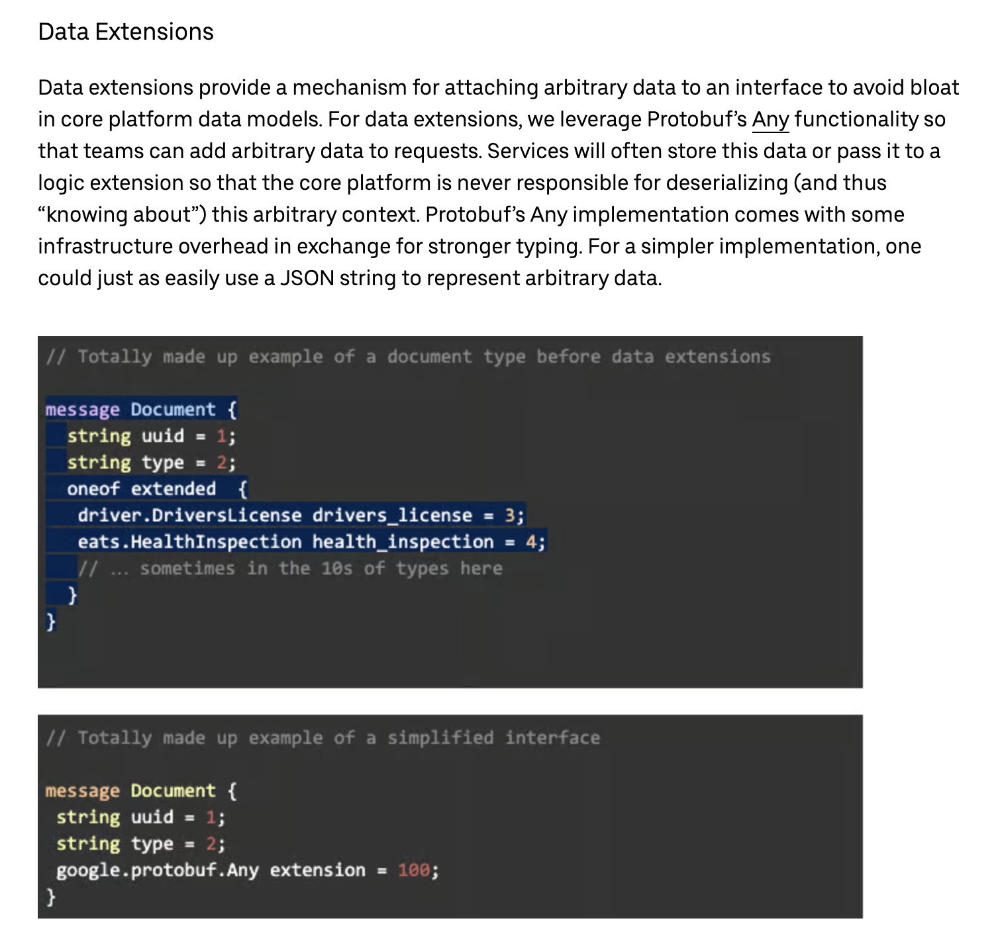 Data Extensions
Data extensions provide a mechanism for attaching arbitrary data to an interface to avoid bloat
in core platform data models. For data extensions, we leverage Protobuf’s Any functionality so
that teams can add arbitrary data to requests. Services will often store this data or pass it to a
logic extension so that the core platform is never responsible for deserializing (and thus
“knowing about”) this arbitrary context. Protobuf’s Any implementation comes with some
infrastructure overhead in exchange for stronger typing. For a simpler implementation, one
could just as easily use a JSON string to represent arbitrary data.
// Totally made up example of a document type before data extensions
message Document {
  string uuid = 1;
  string type = 2;
  oneof extended  {
   driver.DriversLicense drivers_license = 3;
   eats.HealthInspection health_inspection = 4;
   // … sometimes in the 10s of types here
  }
}
// Totally made up example of a simplified interface
message Document {
 string uuid = 1;
 string type = 2;
 google.protobuf.Any extension = 100;
}